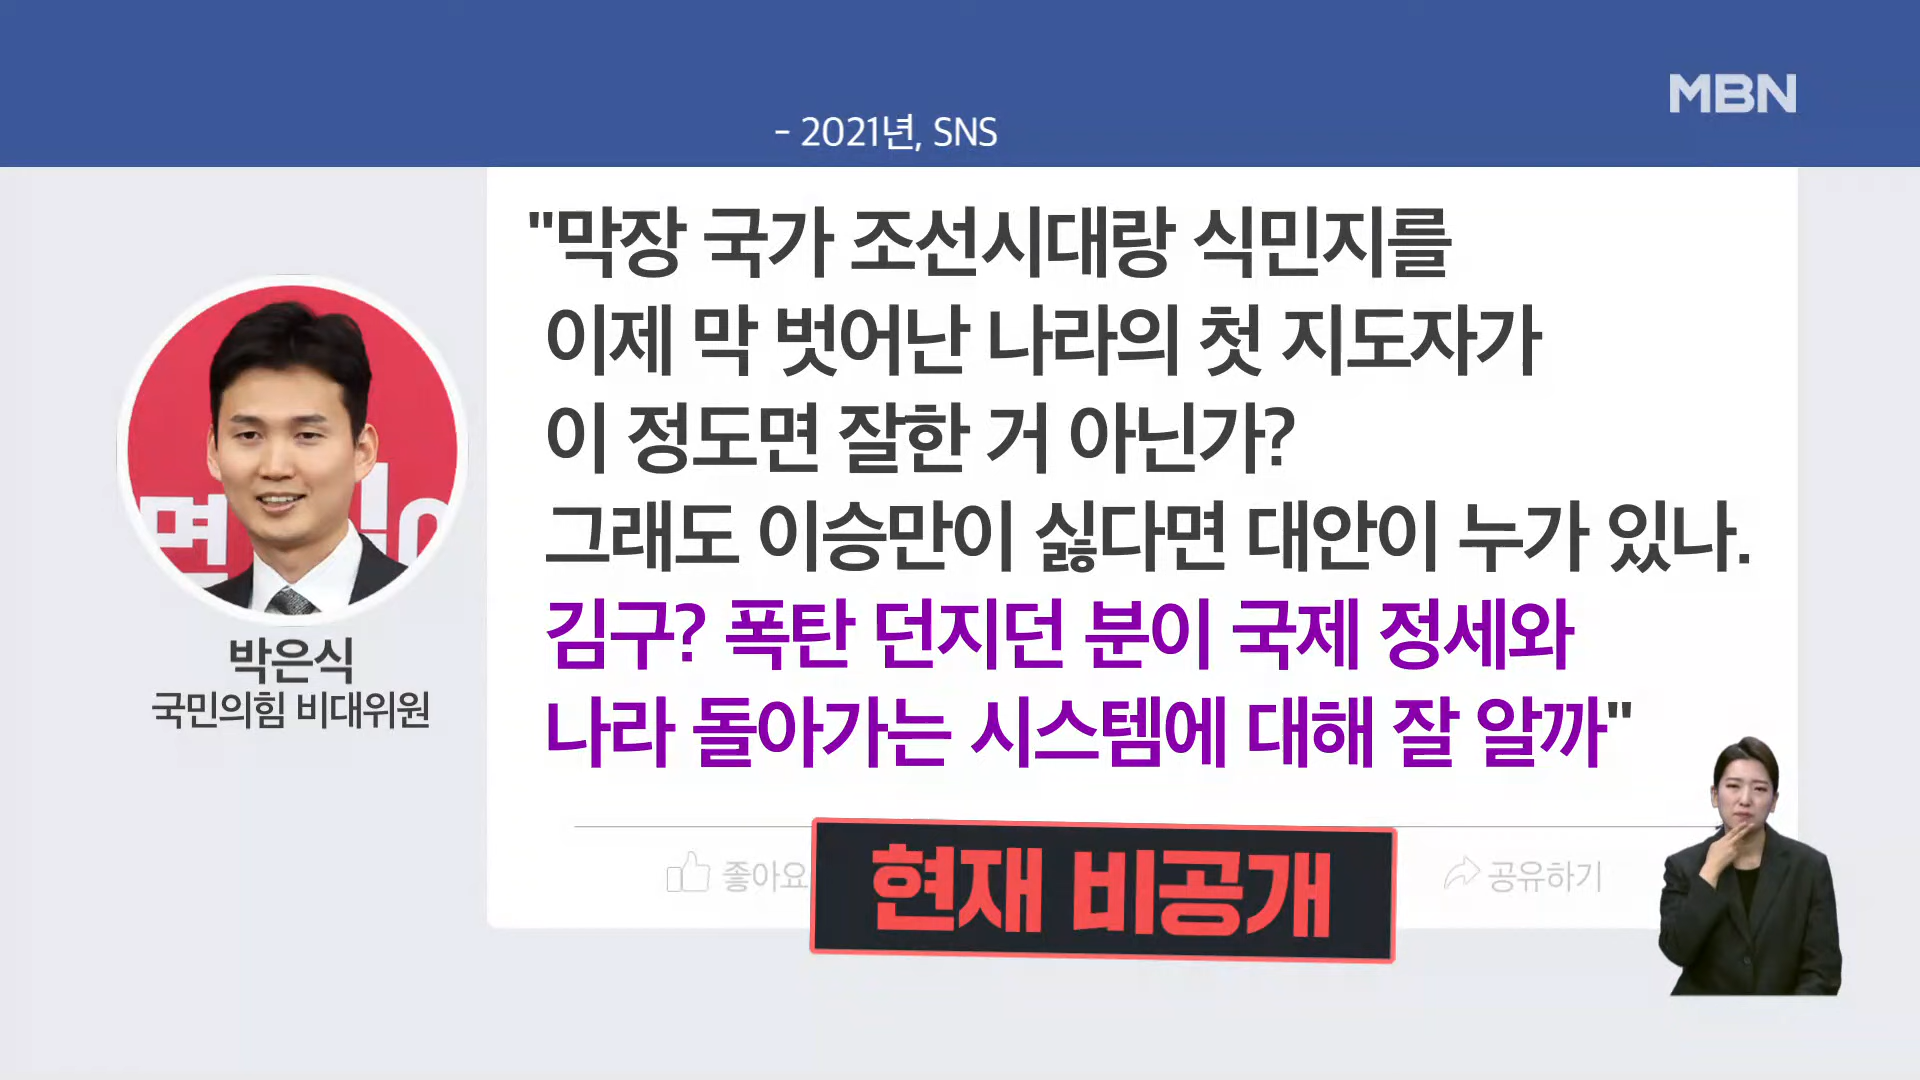 MBN
- 2021년, SNS
"막장 국가 조선시대랑 식민지를
이제 막 벗어난 나라의 첫 지도자가
이 정도면 잘한 거 아닌가?
그래도 이승만이 싫다면 대안이 누가 있나.
김구? 폭탄 던지던 분이 국제 정세와
나라 돌아가는 시스템에 대해 잘 알까"
박은식
국민의힘 비대위원
좋아요
현재 비공개
공유하기